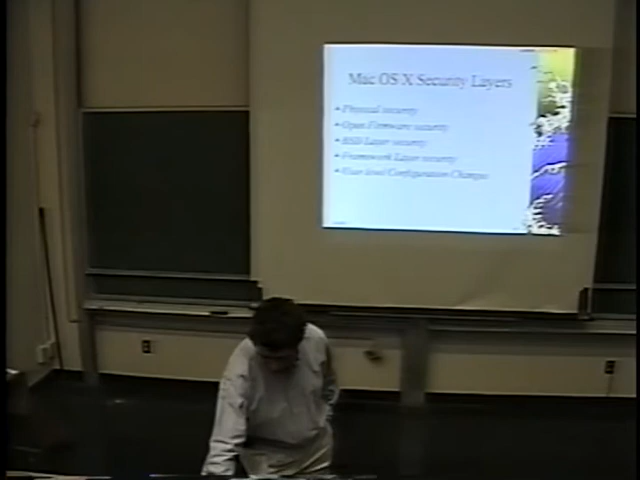 Mac OS X Security Layers
Physical security
Open Firmware security
BSD Layer security
Framework Layer security
User level Configuration Changes